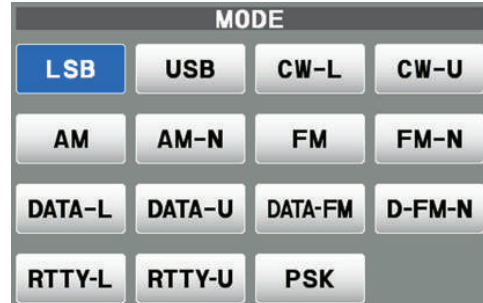 MODE
LSB USB CW-L CW-U
AM AM-N FM FM-N
DATA-L DATA-U DATA-FM D-FM-N
RTTY-L RTTY-U PSK